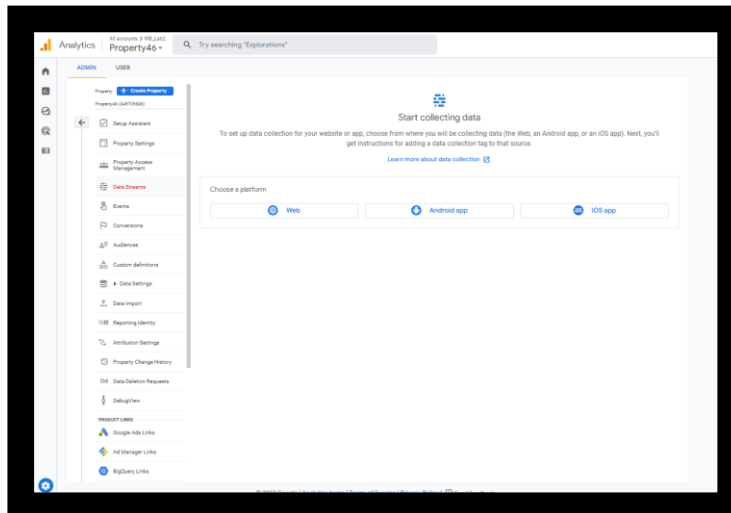 Analytics
All accounts > MB_Lab2
Property46
Try searching "Explorations"
ADMIN
USER
Property
+ Create Property
Setup Assistant
Property Settings
Property Access
Management
Data Streams
Events
Conversions
Audiences
Custom definitions
Data Settings
Data Import
Reporting Identity
Attribution Settings
Property Change History
Data Deletion Requests
DebugView
PRODUCT LINKS
Google Ads Links
Ad Manager Links
BigQuery Links
Start collecting data
To set up data collection for your website or app, choose from where you will be collecting data (the Web, an Android app, or an iOS app). Next, you'll
get instructions for adding a data collection tag to that source.
Learn more about data collection
Choose a platform
Web
Android app
iOS app